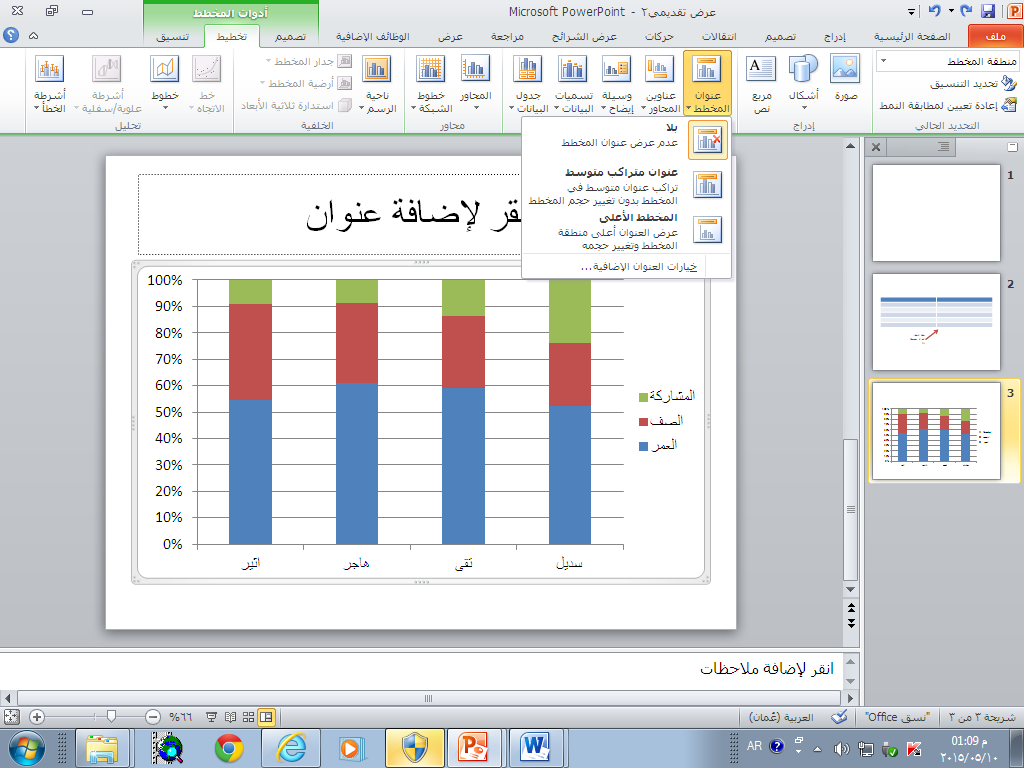 عرض تقديمي٢ - Microsoft PowerPoint
أدوات المخطط
ملف
الصفحة الرئيسية
إدراج
تصميم
انتقالات
حركات
عرض الشرائح
مراجعة
عرض
الوظائف الإضافية
تصميم
تخطيط
تنسيق
منطقة المخطط
تحديد التنسيق
إعادة تعيين لمطابقة النمط
التحديد الحالي
صورة
أشكال
مربع نص
إدراج
عنوان المخطط
عناوين المحاور
وسيلة إيضاح
تسميات البيانات
جدول البيانات
المحاور
خطوط الشبكة
محاور
ناحية الرسم
جدار المخطط
أرضية المخطط
استدارة ثلاثية الأبعاد
الخلفية
خط الاتجاه
خطوط
أشرطة علوية/سفلية
أشرطة الخطأ
تحليل
بلا
عدم عرض عنوان المخطط
عنوان متراكب متوسط
تراكب عنوان متوسط في
المخطط بدون تغيير حجم المخطط
المخطط الأعلى
عرض العنوان أعلى منطقة
المخطط وتغيير حجمه
خيارات العنوان الإضافية...
نقر لإضافة عنوان
100%
90%
80%
70%
60%
50%
40%
30%
20%
10%
0%
المشاركة
الصف
العمر
اثير
هاجر
تقى
سديل
1
2
3
انقر لإضافة ملاحظات
شريحة ٣ من ٣
"نسق Office"
العربية (عُمان)
٦٦%
AR
01:09 م
٢٠١٥/٠٥/١٠